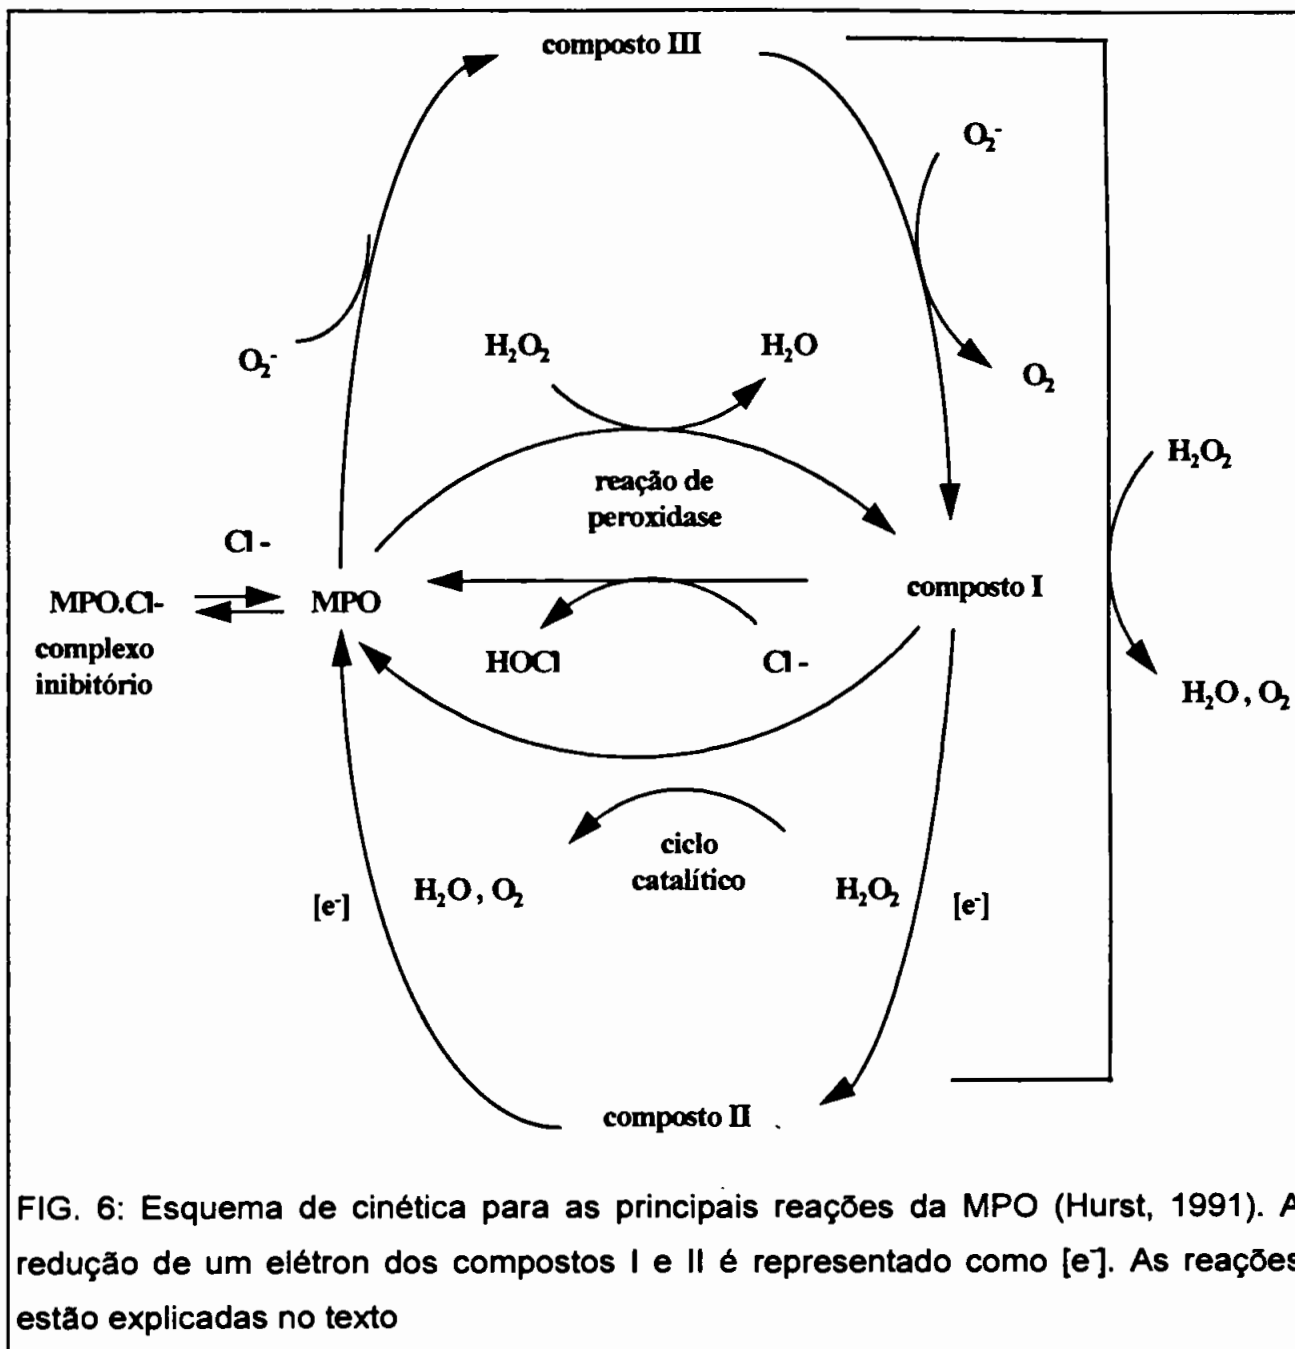 composto III
O₂⁻
H₂O₂
H₂O
O₂⁻
O₂
H₂O₂
reação de
peroxidase
Cl -
MPO.Cl-
MPO
composto I
complexo
inibitório
HOCl
Cl -
H₂O , O₂
ciclo
catalítico
[e⁻]
H₂O , O₂
H₂O₂
[e⁻]
composto II
FIG. 6: Esquema de cinética para as principais reações da MPO (Hurst, 1991). A
redução de um elétron dos compostos I e II é representado como [e⁻]. As reações
estão explicadas no texto